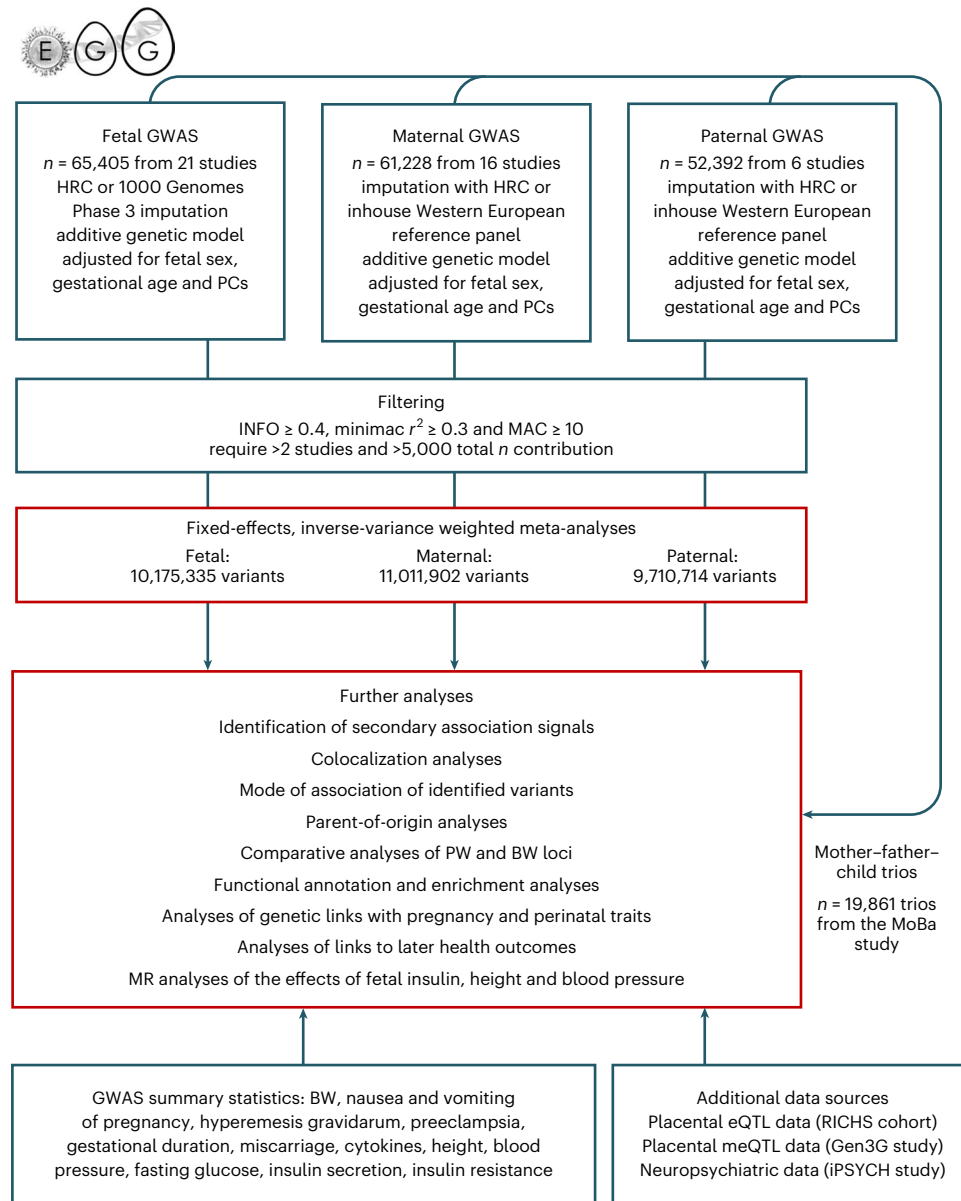 E G G
Fetal GWAS
n = 65,405 from 21 studies
HRC or 1000 Genomes
Phase 3 imputation
additive genetic model
adjusted for fetal sex,
gestational age and PCs
Maternal GWAS
n = 61,228 from 16 studies
imputation with HRC or
inhouse Western European
reference panel
additive genetic model
adjusted for fetal sex,
gestational age and PCs
Paternal GWAS
n = 52,392 from 6 studies
imputation with HRC or
inhouse Western European
reference panel
additive genetic model
adjusted for fetal sex,
gestational age and PCs
Filtering
INFO ≥ 0.4, minimac r² ≥ 0.3 and MAC ≥ 10
require >2 studies and >5,000 total n contribution
Fixed-effects, inverse-variance weighted meta-analyses
Fetal:
10,175,335 variants
Maternal:
11,011,902 variants
Paternal:
9,710,714 variants
Further analyses
Identification of secondary association signals
Colocalization analyses
Mode of association of identified variants
Parent-of-origin analyses
Comparative analyses of PW and BW loci
Functional annotation and enrichment analyses
Analyses of genetic links with pregnancy and perinatal traits
Analyses of links to later health outcomes
MR analyses of the effects of fetal insulin, height and blood pressure
Mother–father–
child trios
n = 19,861 trios
from the MoBa
study
GWAS summary statistics: BW, nausea and vomiting
of pregnancy, hyperemesis gravidarum, preeclampsia,
gestational duration, miscarriage, cytokines, height, blood
pressure, fasting glucose, insulin secretion, insulin resistance
Additional data sources
Placental eQTL data (RICHS cohort)
Placental meQTL data (Gen3G study)
Neuropsychiatric data (iPSYCH study)